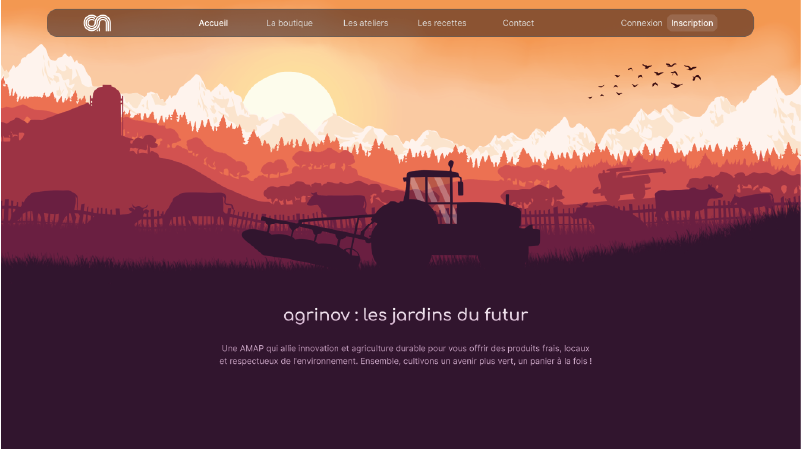 Accueil
La boutique
Les ateliers
Les recettes
Contact
Connexion
Inscription
agrinov : les jardins du futur
Une AMAP qui allie innovation et agriculture durable pour vous offrir des produits frais, locaux
et respectueux de l'environnement. Ensemble, cultivons un avenir plus vert, un panier à la fois !